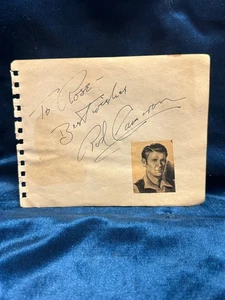 To Rose-
Best wishes
Rod Cameron